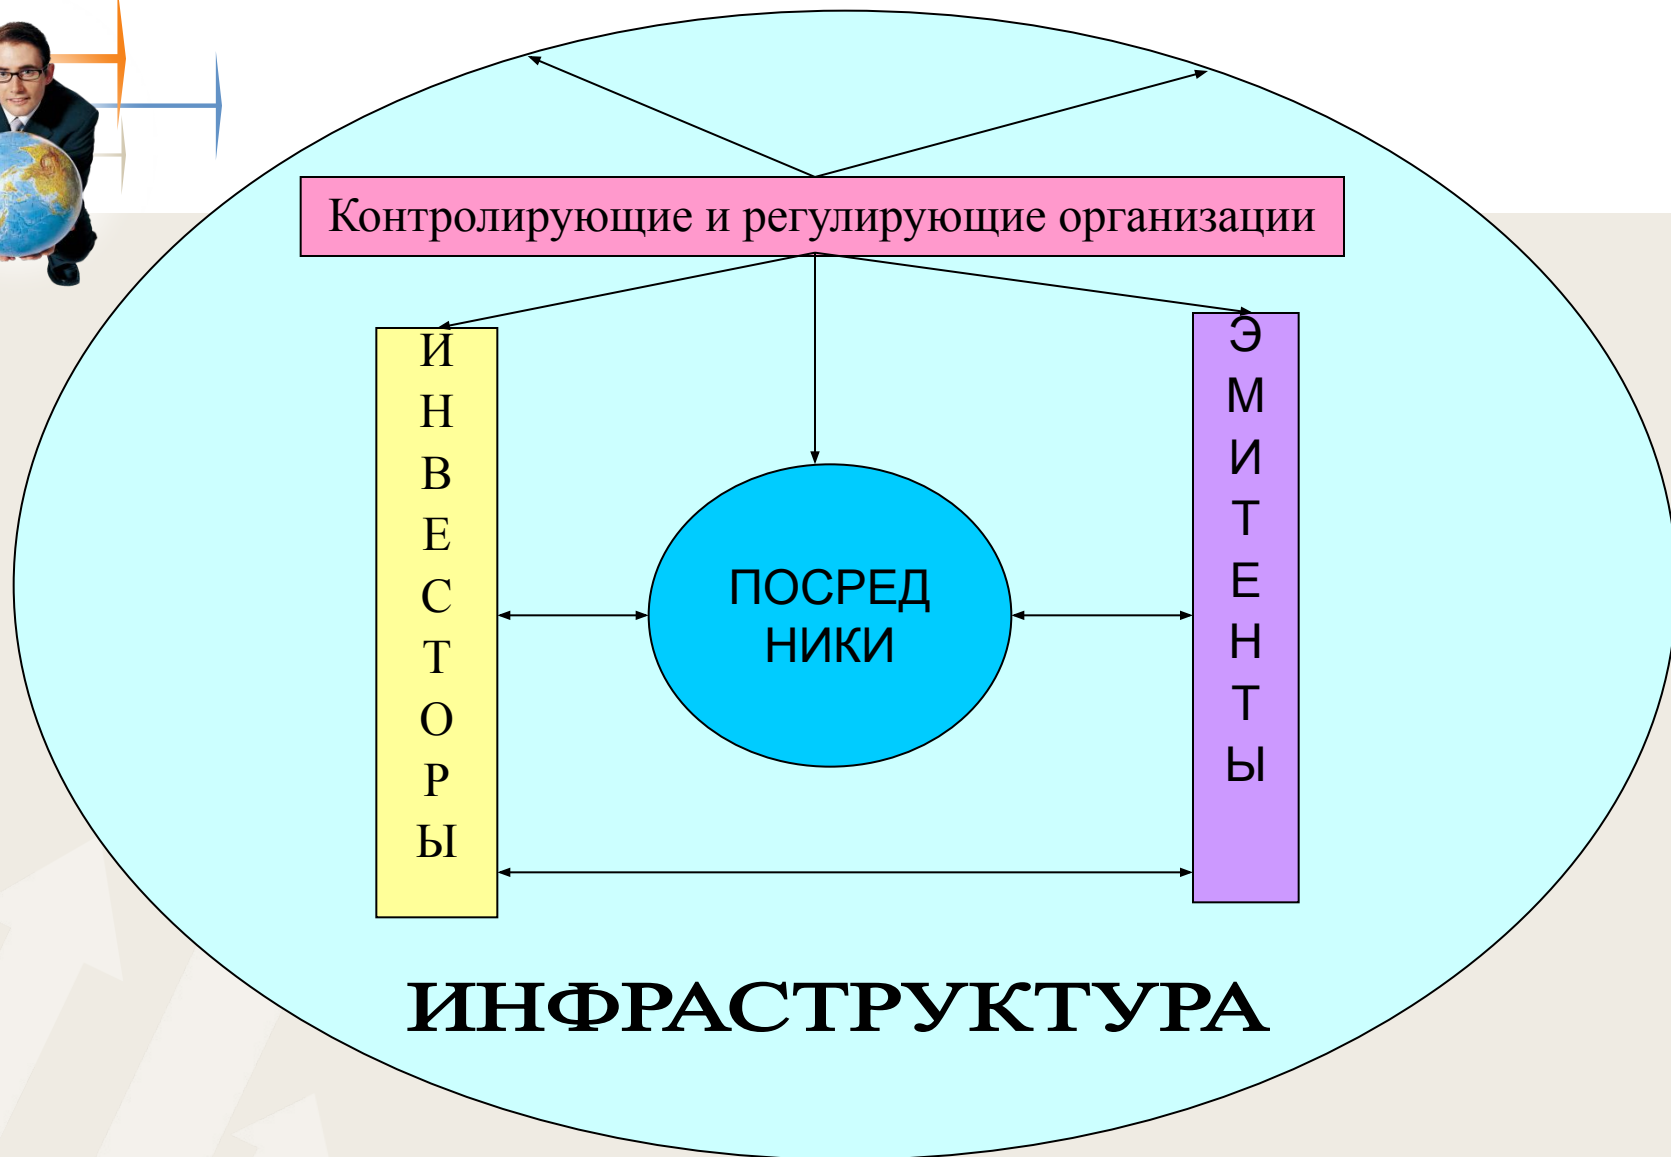 Контролирующие и регулирующие организации
И
Н
В
Е
С
Т
О
Р
Ы
ПОСРЕД
НИКИ
Э
М
И
Т
Е
Н
Т
Ы
ИНФРАСТРУКТУРА